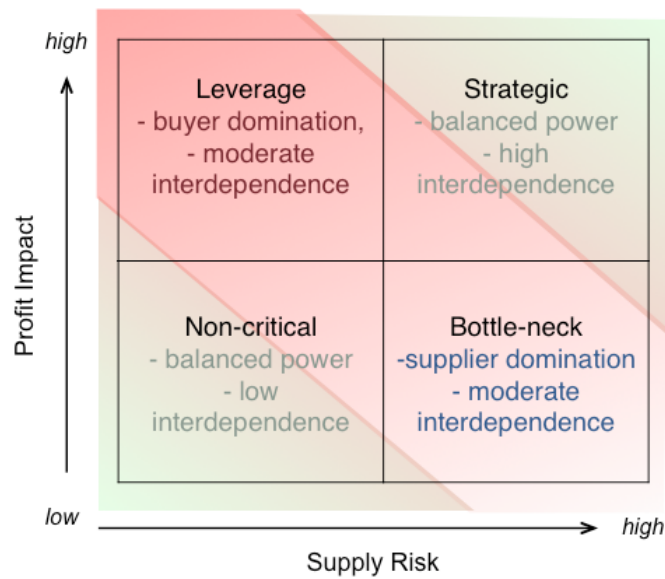 high
Leverage
- buyer domination,
- moderate
interdependence
Strategic
- balanced power
- high
interdependence
Profit Impact
Non-critical
- balanced power
- low
interdependence
Bottle-neck
-supplier domination
- moderate
interdependence
low
high
Supply Risk